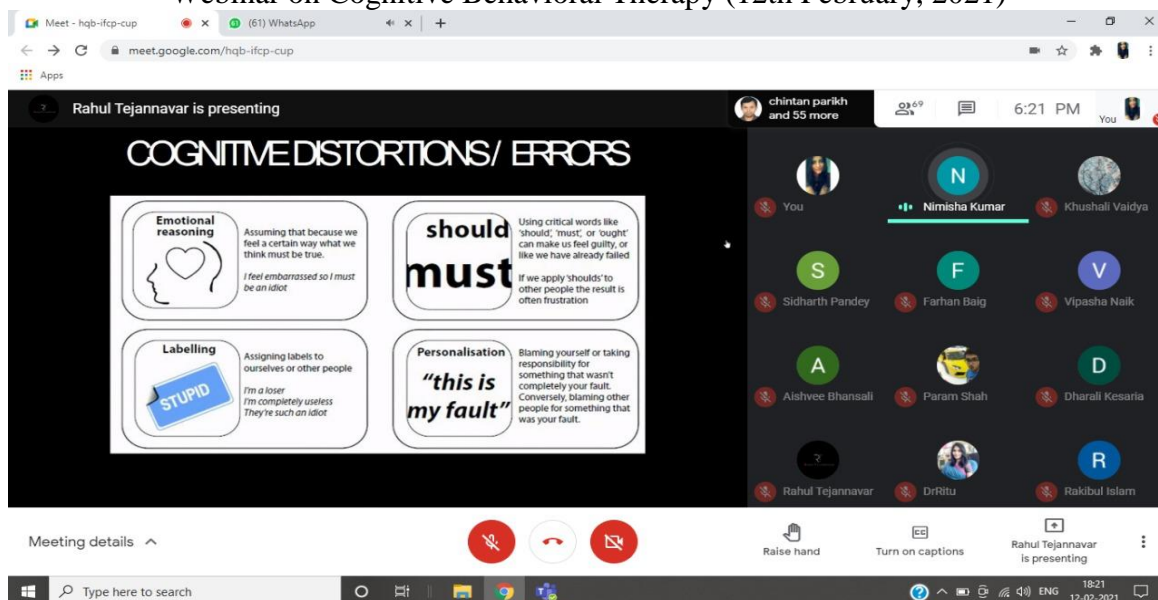 Webinar on Cognitive Behavioral Therapy (12th February, 2021)
Meet - hqb-ifcp-cup
(61) WhatsApp
meet.google.com/hqb-ifcp-cup
Apps
Rahul Tejannavar is presenting
chintan parikh
and 55 more
69
6:21 PM
You
COGNITIVE DISTORTIONS/ ERRORS
Emotional
reasoning
Assuming that because we
feel a certain way what we
think must be true.
I feel embarrassed so I must
be an idiot
should
must
Using critical words like
'should', 'must', or 'ought'
can make us feel guilty, or
like we have already failed
If we apply 'shoulds' to
other people the result is
often frustration
Labelling
STUPID
Assigning labels to
ourselves or other people
I'm a loser
I'm completely useless
They're such an idiot
Personalisation
"this is
my fault"
Blaming yourself or taking
responsibility for
something that wasn't
completely your fault.
Conversely, blaming other
people for something that
was your fault.
You
N
Nimisha Kumar
Khushali Vaidya
S
Sidharth Pandey
F
Farhan Baig
V
Vipasha Naik
A
Aishvee Bhansali
Param Shah
D
Dharali Kesaria
Rahul Tejannavar
DrRitu
R
Rakibul Islam
Meeting details
Raise hand
CC
Turn on captions
Rahul Tejannavar
is presenting
Type here to search
ENG
18:21
12-02-2021